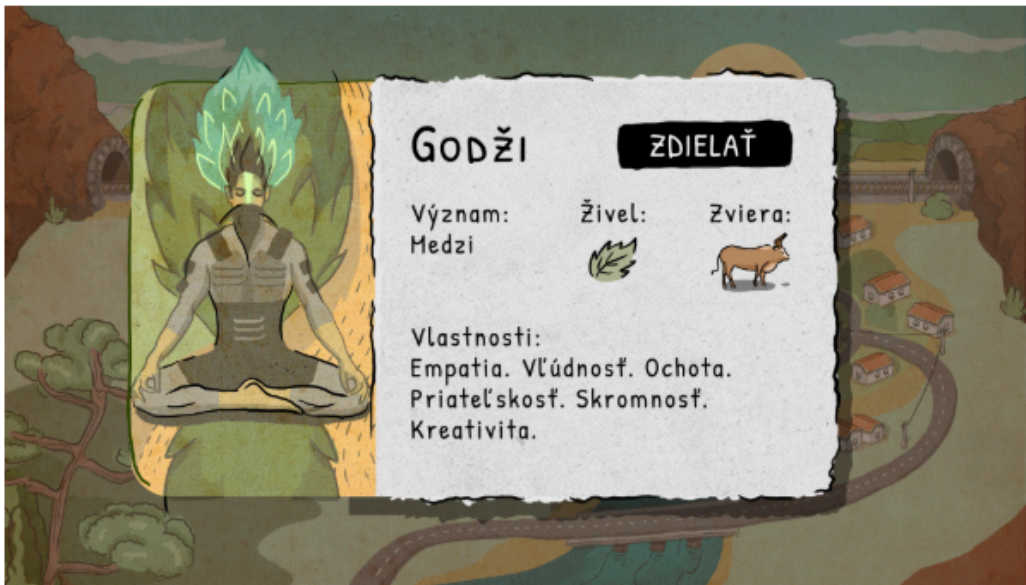 GODŽI
ZDIELAŤ
Význam:
Medzi
Živel:
Zviera:
Vlastnosti:
Empatia. Vľúdnosť. Ochota.
Priateľskosť. Skromnosť.
Kreativita.